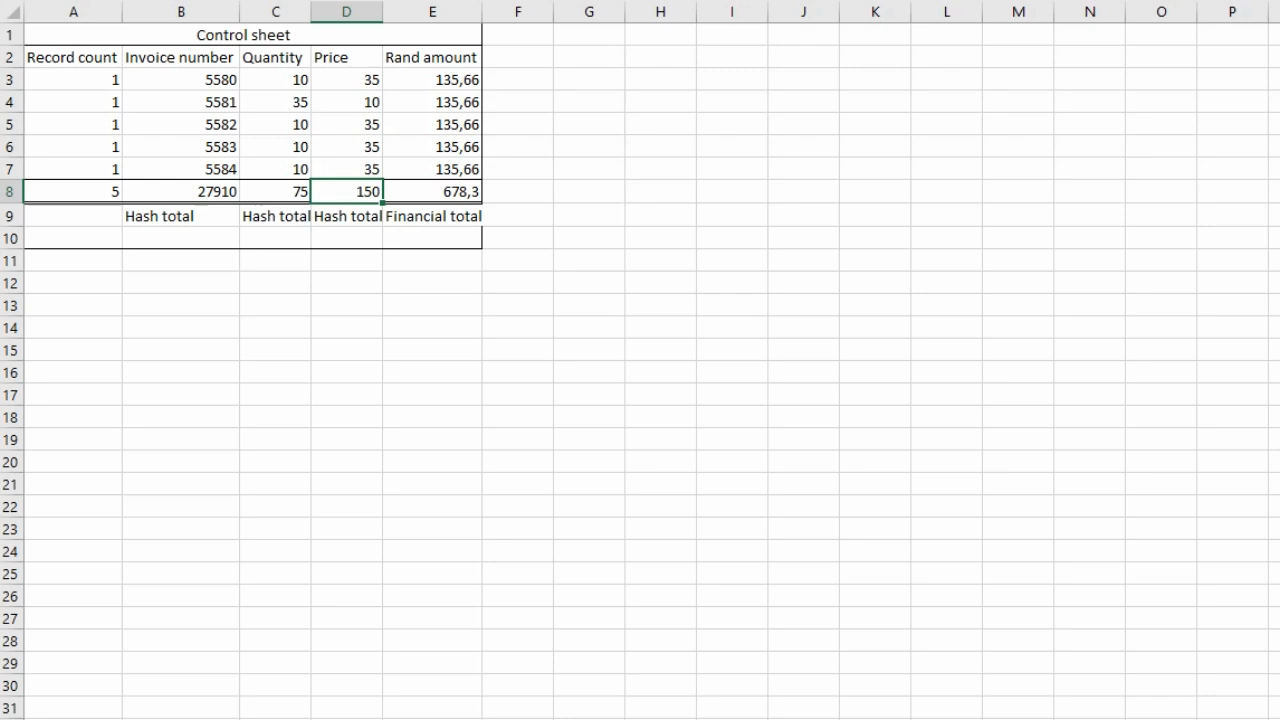 A B C D E F G H I J K L M N O P
1 Control sheet
2 Record count Invoice number Quantity Price Rand amount
3 1 5580 10 35 135,66
4 1 5581 35 10 135,66
5 1 5582 10 35 135,66
6 1 5583 10 35 135,66
7 1 5584 10 35 135,66
8 5 27910 75 150 678,3
9 Hash total Hash total Hash total Financial total
10
11
12
13
14
15
16
17
18
19
20
21
22
23
24
25
26
27
28
29
30
31